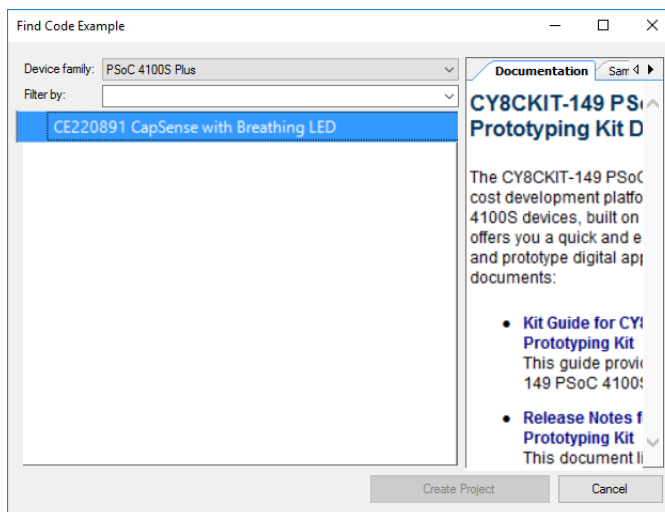 Find Code Example
Device family: PSoC 4100S Plus
Filter by:
CE220891 CapSense with Breathing LED
Documentation
CY8CKIT-149 PS
Prototyping Kit D
The CY8CKIT-149 PSoC
cost development platfo
4100S devices, built on
offers you a quick and e
and prototype digital app
documents:
• Kit Guide for CY8
Prototyping Kit
This guide provi
149 PSoC 4100S
• Release Notes f
Prototyping Kit
This document li
Create Project
Cancel